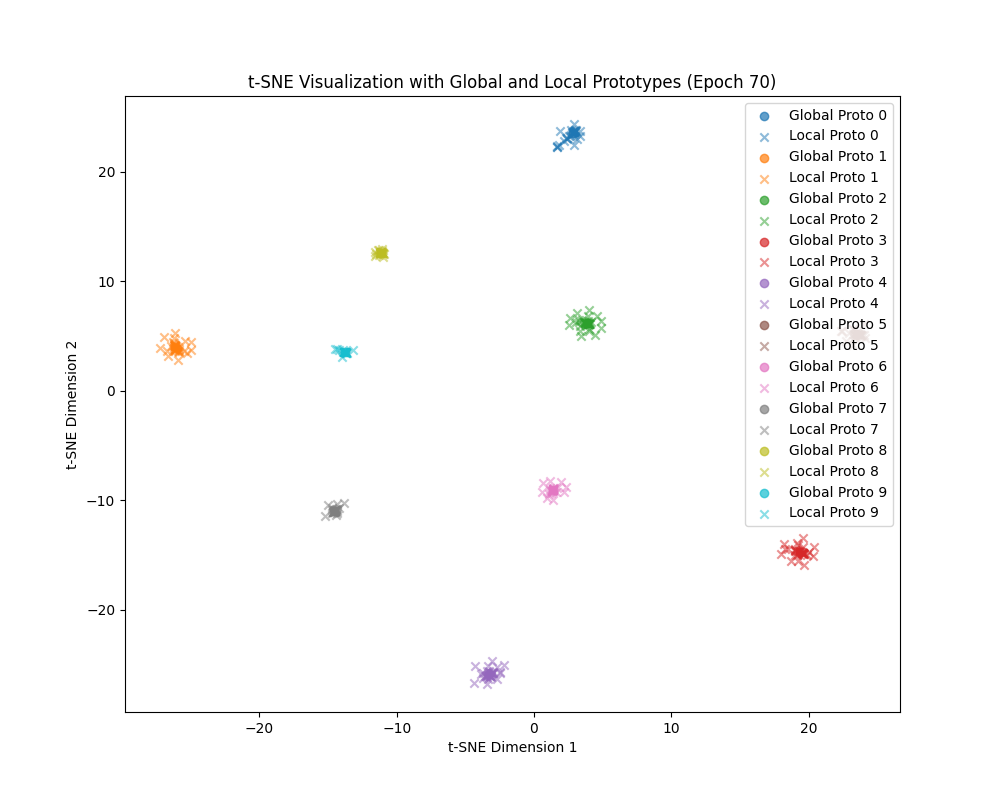 t-SNE Visualization with Global and Local Prototypes (Epoch 70)
Global Proto 0
Local Proto 0
Global Proto 1
Local Proto 1
Global Proto 2
Local Proto 2
Global Proto 3
Local Proto 3
Global Proto 4
Local Proto 4
Global Proto 5
Local Proto 5
Global Proto 6
Local Proto 6
Global Proto 7
Local Proto 7
Global Proto 8
Local Proto 8
Global Proto 9
Local Proto 9
t-SNE Dimension 2
20
10
0
−10
−20
−20
−10
0
10
20
t-SNE Dimension 1